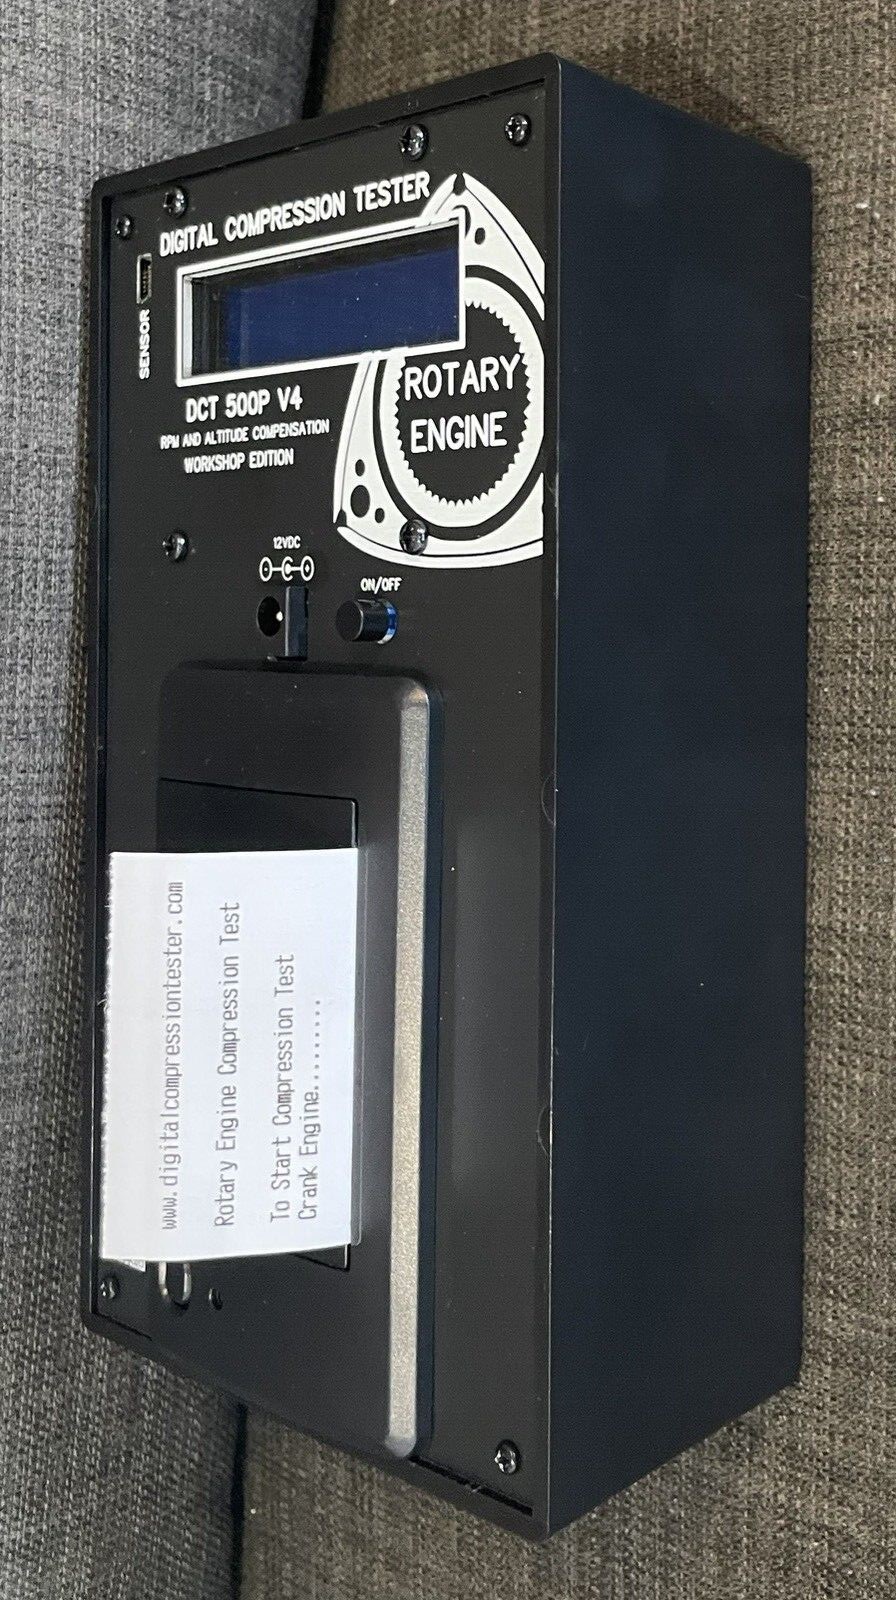 DIGITAL COMPRESSION TESTER
SENSOR
ROTARY
ENGINE
DCT 500P V4
RPM AND ALTITUDE COMPENSATION
WORKSHOP EDITION
12VDC
ON/OFF
www.digitalcompressiontester.com
Rotary Engine Compression Test
To Start Compression Test
Crank Engine.........